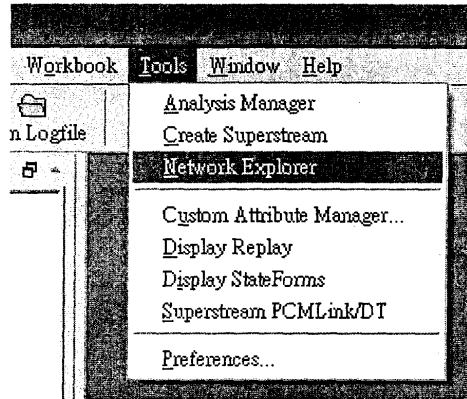 Workbook Tools Window Help
n Logfile
Analysis Manager
Create Superstream
Network Explorer
Custom Attribute Manager...
Display Replay
Display StateForms
Superstream PCMLink/DT
Preferences...